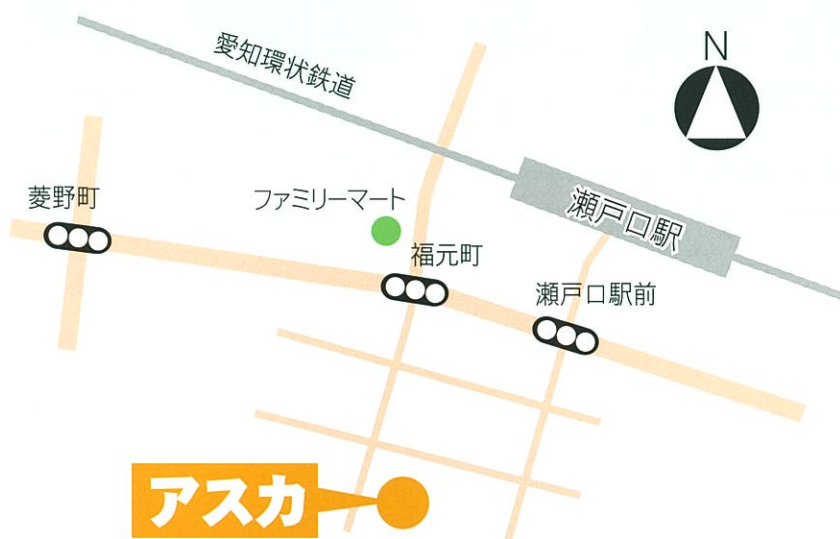 愛知環状鉄道
N
菱野町
ファミリーマート
瀬戸口駅
福元町
瀬戸口駅前
アスカ